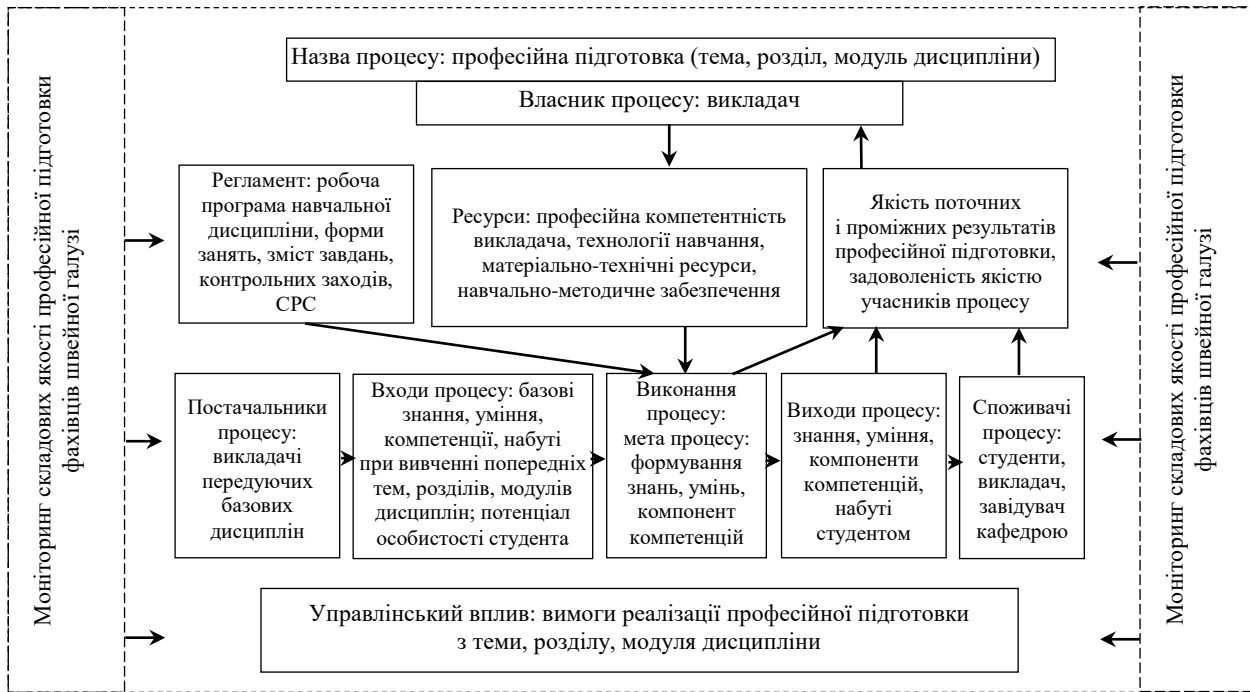 Моніторинг складових якості професійної підготовки
фахівців швейної галузі
Назва процесу: професійна підготовка (тема, розділ, модуль дисципліни)
Власник процесу: викладач
Регламент: робоча
програма навчальної
дисципліни, форми
занять, зміст завдань,
контрольних заходів,
СРС
Ресурси: професійна компетентність
викладача, технології навчання,
матеріально-технічні ресурси,
навчально-методичне забезпечення
Якість поточних
і проміжних результатів
професійної підготовки,
задоволеність якістю
учасників процесу
Постачальники
процесу:
викладачі
передуючих
базових
дисциплін
Входи процесу: базові
знання, уміння,
компетенції, набуті
при вивченні попередніх
тем, розділів, модулів
дисциплін; потенціал
особистості студента
Виконання
процесу:
мета процесу:
формування
знань, умінь,
компонент
компетенцій
Виходи процесу:
знання, уміння,
компоненти
компетенцій,
набуті
студентом
Споживачі
процесу:
студенти,
викладач,
завідувач
кафедрою
Управлінський вплив: вимоги реалізації професійної підготовки
з теми, розділу, модуля дисципліни
Моніторинг складових якості професійної підготовки
фахівців швейної галузі